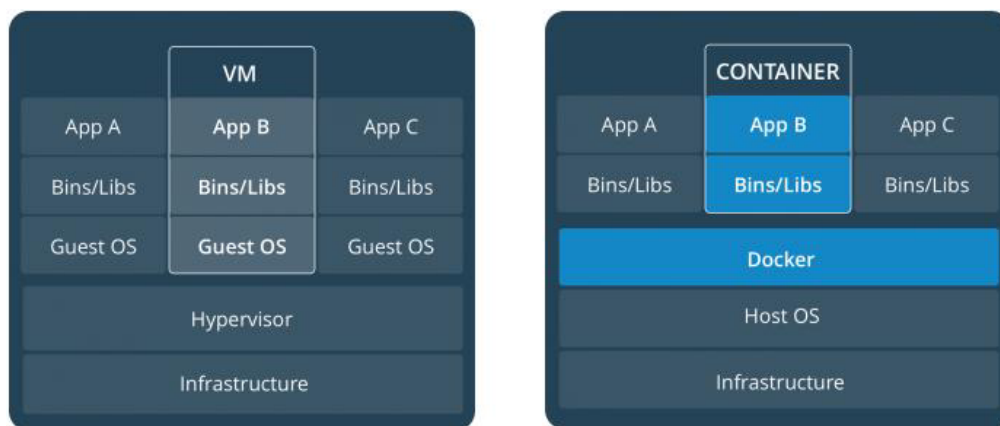 VM
App A App B App C
Bins/Libs Bins/Libs Bins/Libs
Guest OS Guest OS Guest OS
Hypervisor
Infrastructure
CONTAINER
App A App B App C
Bins/Libs Bins/Libs Bins/Libs
Docker
Host OS
Infrastructure